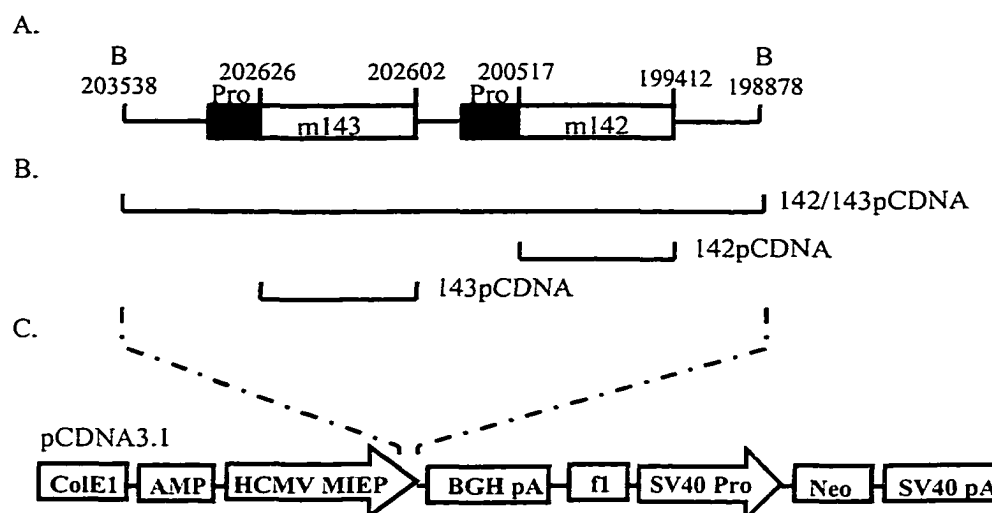 A.
B
B
203538
202626
202602
200517
199412
198878
Pro
Pro
m143
m142
B.
142/143pCDNA
142pCDNA
143pCDNA
C.
pCDNA3.1
ColE1 AMP HCMV MIEP BGH pA f1 SV40 Pro Neo SV40 pA